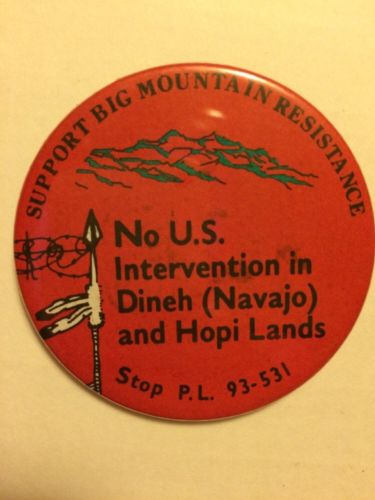 SUPPORT BIG MOUNTAIN RESISTANCE
No U.S.
Intervention in
Dineh (Navajo)
and Hopi Lands
Stop P.L. 93-531